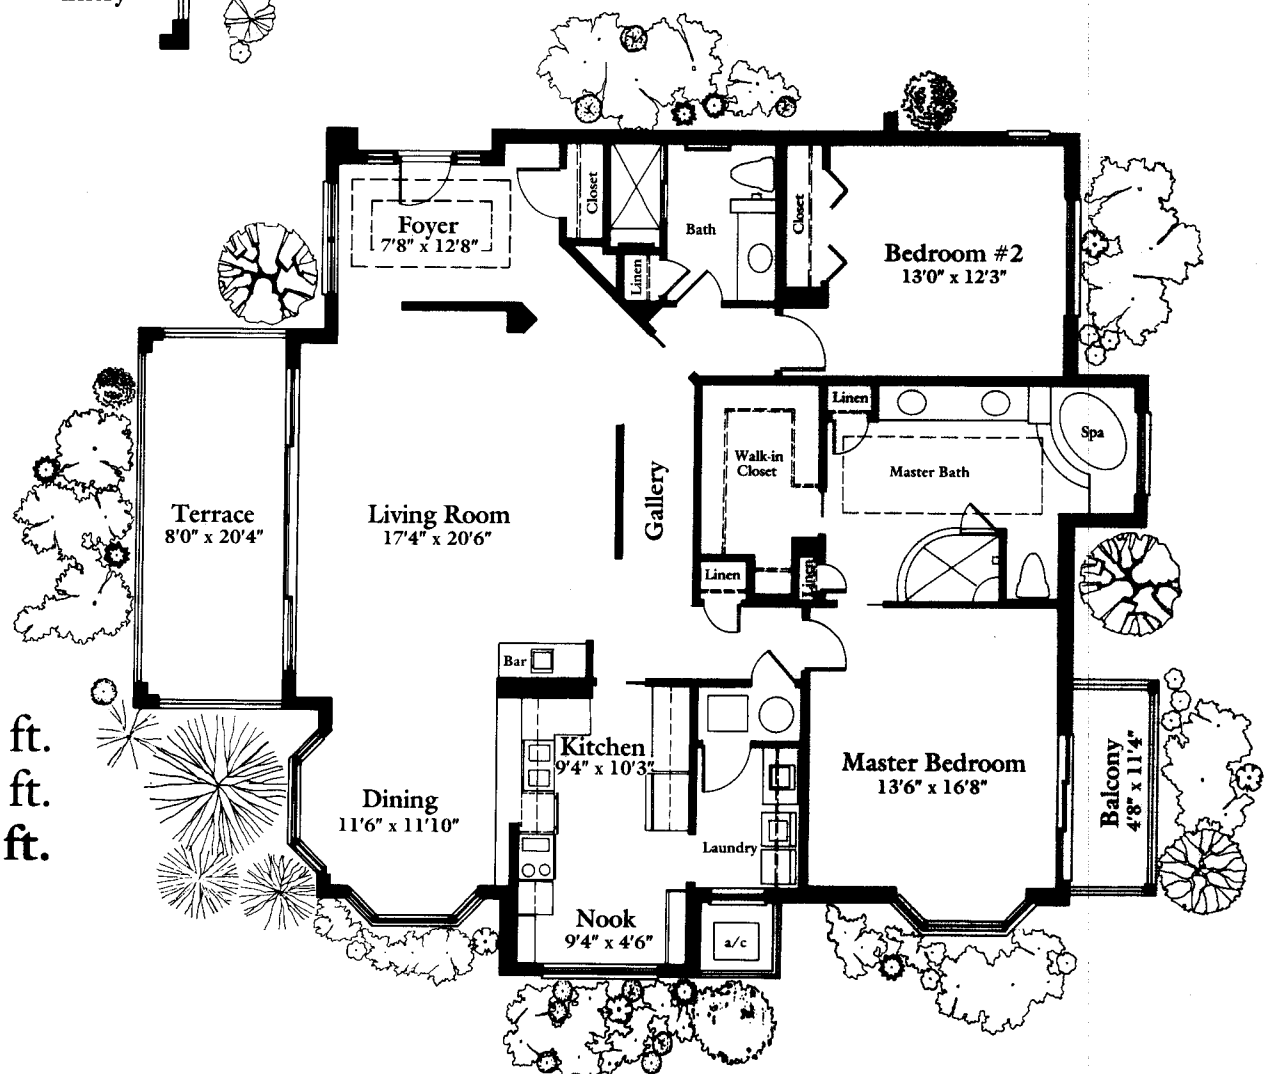 Entry
Closet
Foyer
7'8" x 12'8"
Linen
Bath
Closet
Bedroom #2
13'0" x 12'3"
Linen
Spa
Walk-in
Closet
Master Bath
Gallery
Terrace
8'0" x 20'4"
Living Room
17'4" x 20'6"
Linen
Linen
Bar
ft.
ft.
ft.
Kitchen
9'4" x 10'3"
Master Bedroom
13'6" x 16'8"
Balcony
4'8" x 11'4"
Dining
11'6" x 11'10"
Laundry
Nook
9'4" x 4'6"
a/c